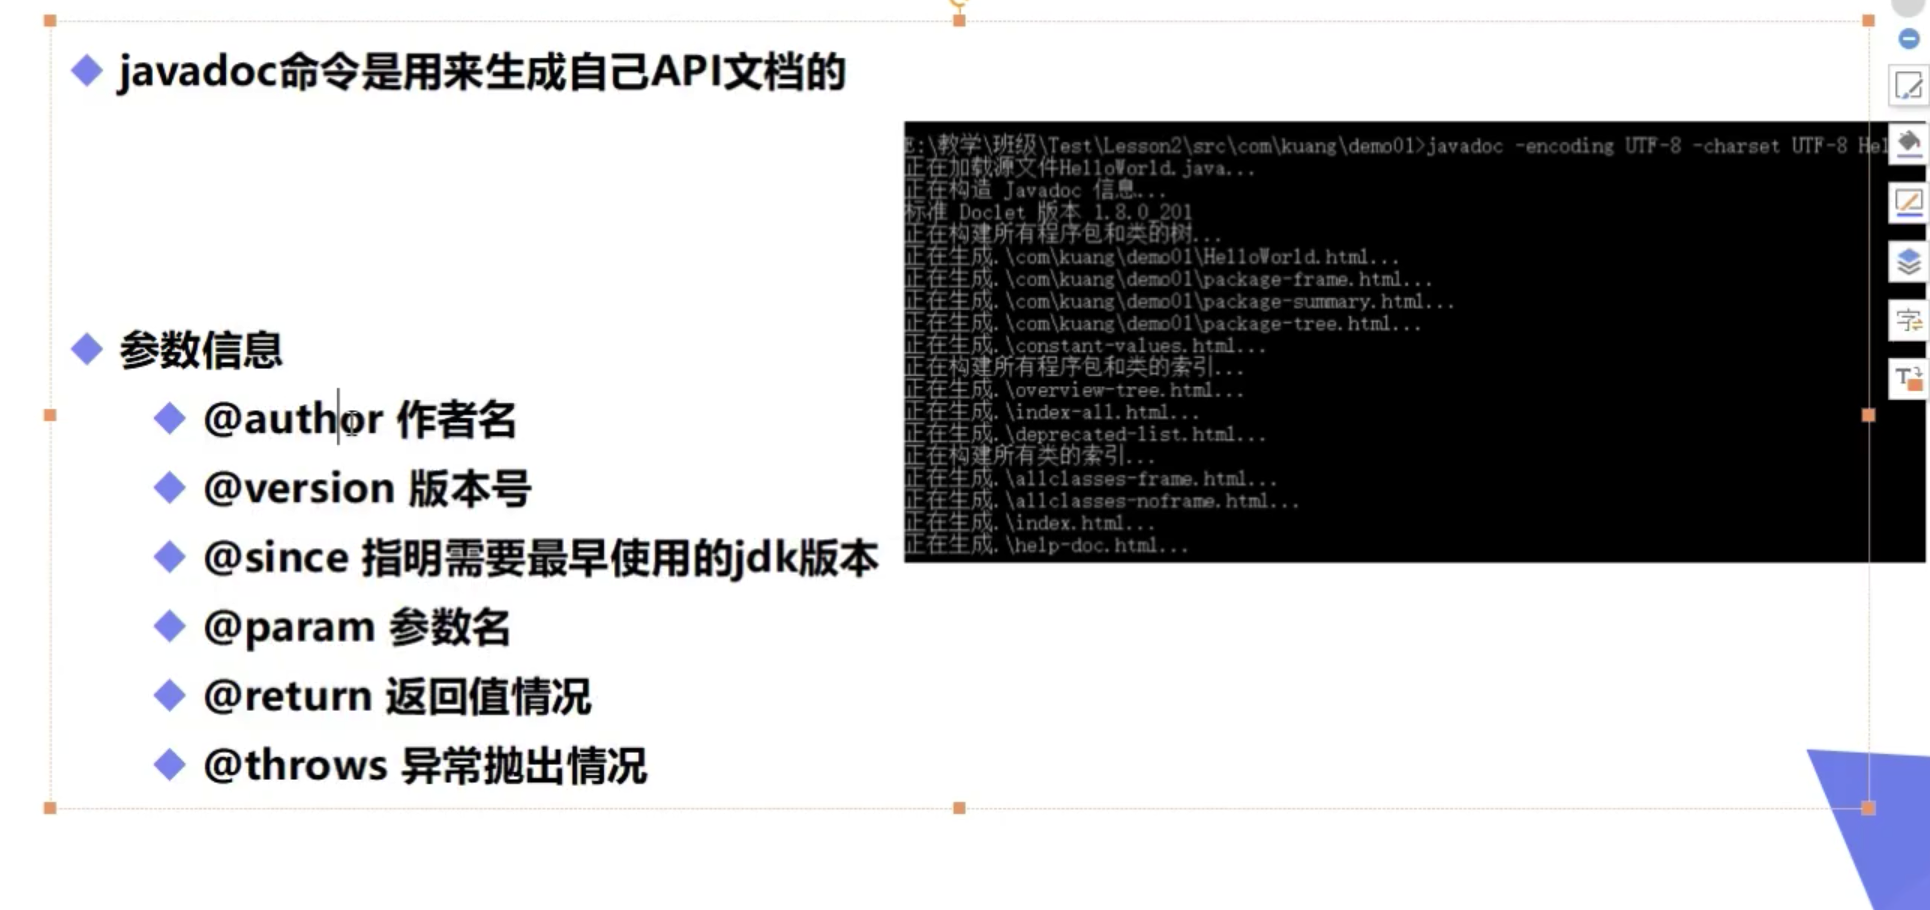 javadoc命令是用来生成自己API文档的
E:\教学\班级\Test\Lesson2\src\com\kuang\demo01>javadoc -encoding UTF-8 -charset UTF-8 Hel
正在加载源文件HelloWorld.java...
正在构造 Javadoc 信息...
标准 Doclet 版本 1.8.0_201
正在构建所有程序包和类的树...
正在生成.\com\kuang\demo01\HelloWorld.html...
正在生成.\com\kuang\demo01\package-frame.html...
正在生成.\com\kuang\demo01\package-summary.html...
正在生成.\com\kuang\demo01\package-tree.html...
正在生成.\constant-values.html...
正在构建所有程序包和类的索引...
正在生成.\overview-tree.html...
正在生成.\index-all.html...
正在生成.\deprecated-list.html...
正在构建所有类的索引...
正在生成.\allclasses-frame.html...
正在生成.\allclasses-noframe.html...
正在生成.\index.html...
正在生成.\help-doc.html...
参数信息
@author 作者名
@version 版本号
@since 指明需要最早使用的jdk版本
@param 参数名
@return 返回值情况
@throws 异常抛出情况
字
T